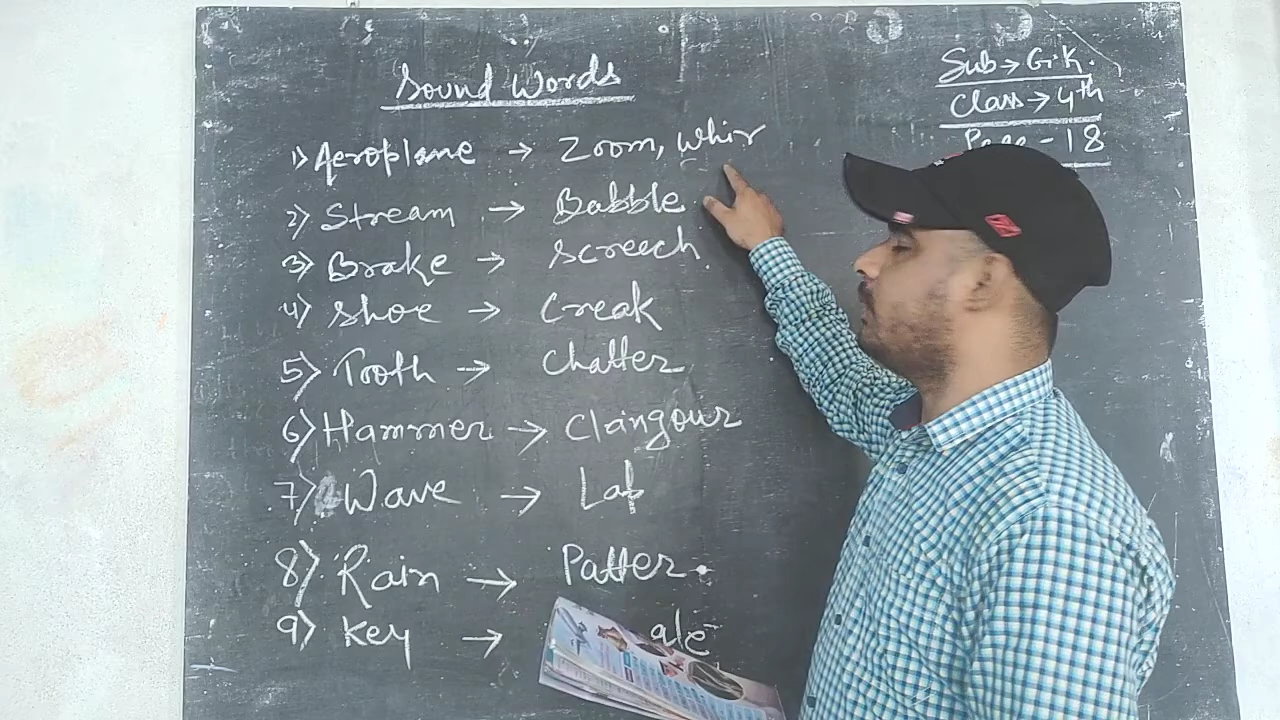 Sound Words
Sub → G.K.
Class → 4th
Page - 18
1) Aeroplane → Zoom, Whir
2) Stream → Babble
3) Brake → Screech
4) Shoe → Creak
5) Tooth → Chatter
6) Hammer → Clangour
7) Wave → Lap
8) Rain → Patter
9) Key →